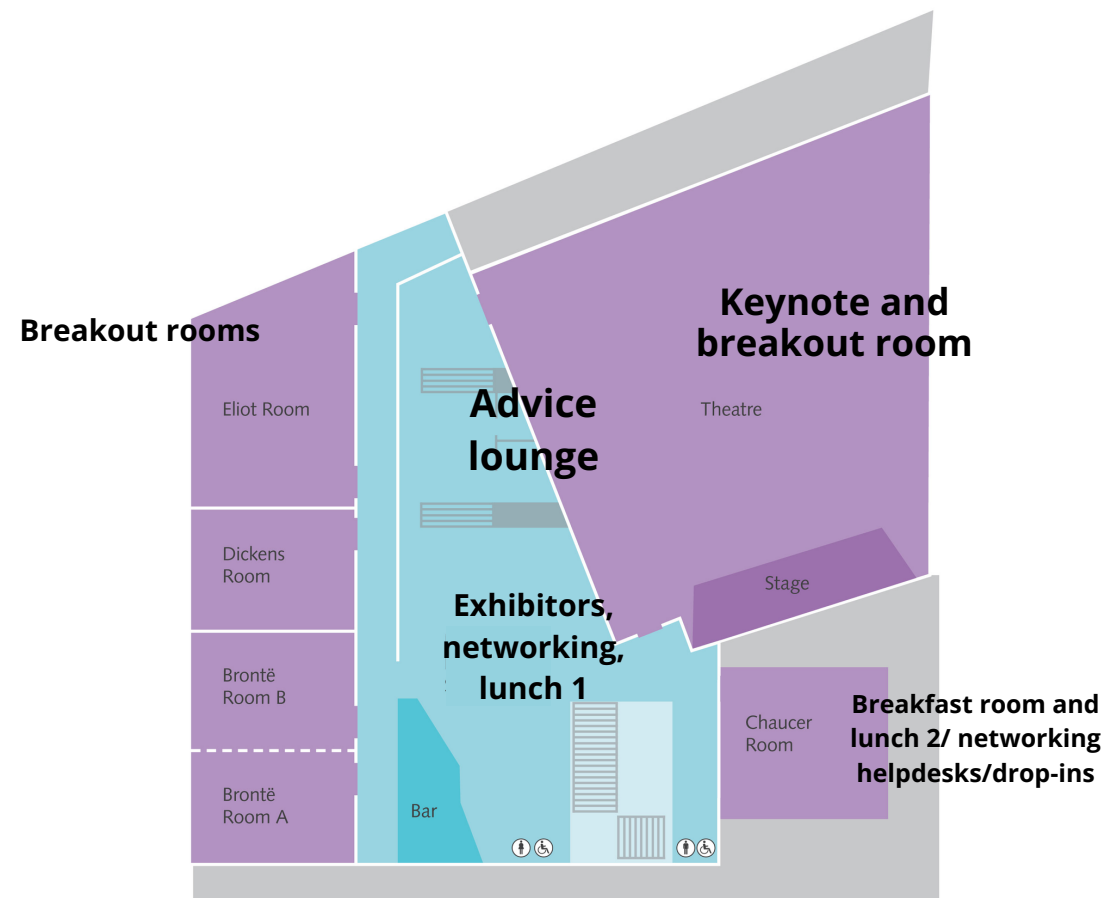 Keynote and
breakout room
Breakout rooms
Eliot Room
Advice
lounge
Theatre
Dickens
Room
Stage
Exhibitors,
networking,
lunch 1
Brontë
Room B
Chaucer
Room
Breakfast room and
lunch 2/ networking
helpdesks/drop-ins
Brontë
Room A
Bar